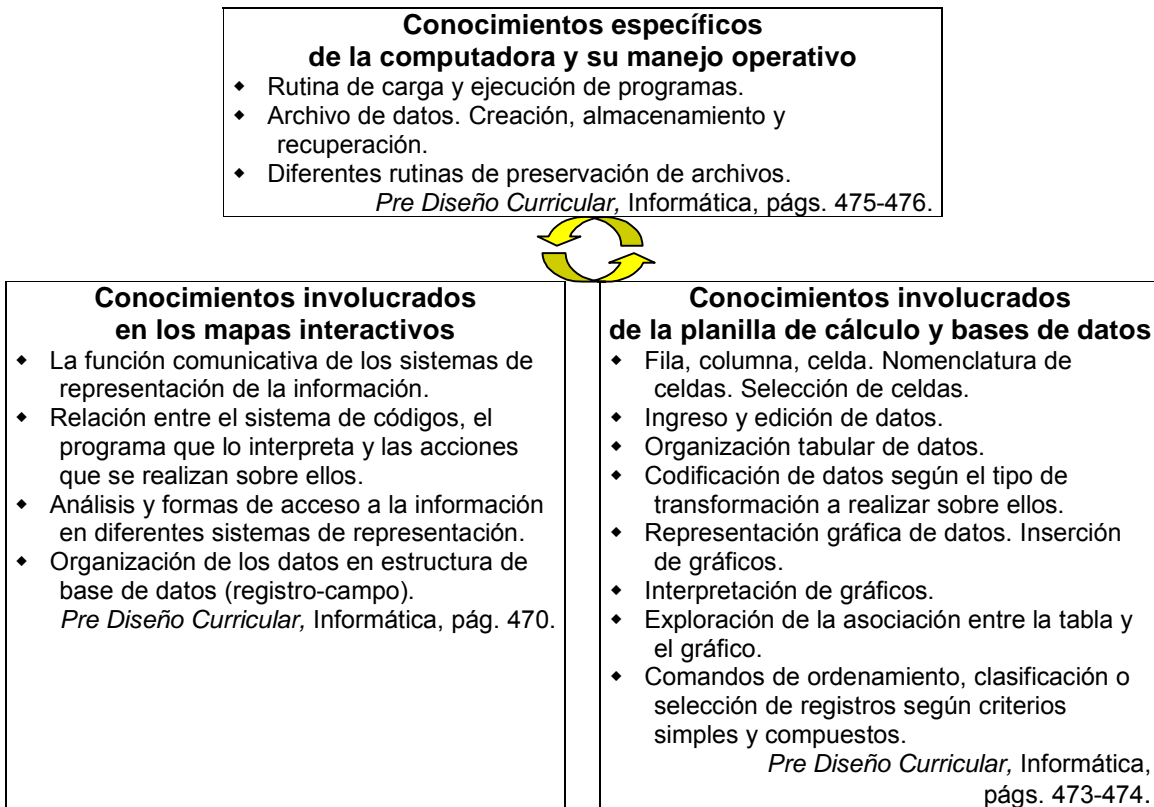 Conocimientos específicos
de la computadora y su manejo operativo
◆ Rutina de carga y ejecución de programas.
◆ Archivo de datos. Creación, almacenamiento y
recuperación.
◆ Diferentes rutinas de preservación de archivos.
Pre Diseño Curricular, Informática, págs. 475-476.
Conocimientos involucrados
en los mapas interactivos
◆ La función comunicativa de los sistemas de
representación de la información.
◆ Relación entre el sistema de códigos, el
programa que lo interpreta y las acciones
que se realizan sobre ellos.
◆ Análisis y formas de acceso a la información
en diferentes sistemas de representación.
◆ Organización de los datos en estructura de
base de datos (registro-campo).
Pre Diseño Curricular, Informática, pág. 470.
Conocimientos involucrados
de la planilla de cálculo y bases de datos
◆ Fila, columna, celda. Nomenclatura de
celdas. Selección de celdas.
◆ Ingreso y edición de datos.
◆ Organización tabular de datos.
◆ Codificación de datos según el tipo de
transformación a realizar sobre ellos.
◆ Representación gráfica de datos. Inserción
de gráficos.
◆ Interpretación de gráficos.
◆ Exploración de la asociación entre la tabla y
el gráfico.
◆ Comandos de ordenamiento, clasificación o
selección de registros según criterios
simples y compuestos.
Pre Diseño Curricular, Informática,
págs. 473-474.